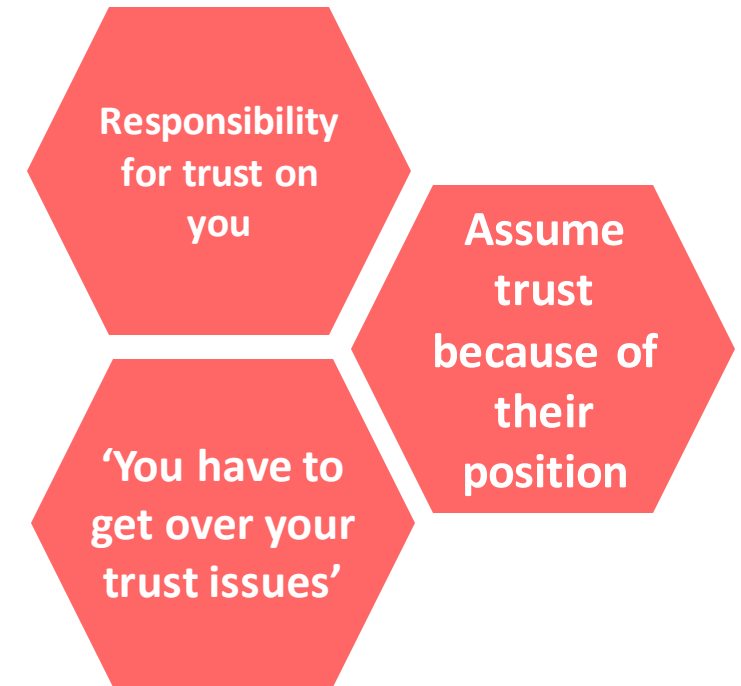 Responsibility
for trust on
you
Assume
trust
because of
their
position
‘You have to
get over your
trust issues’